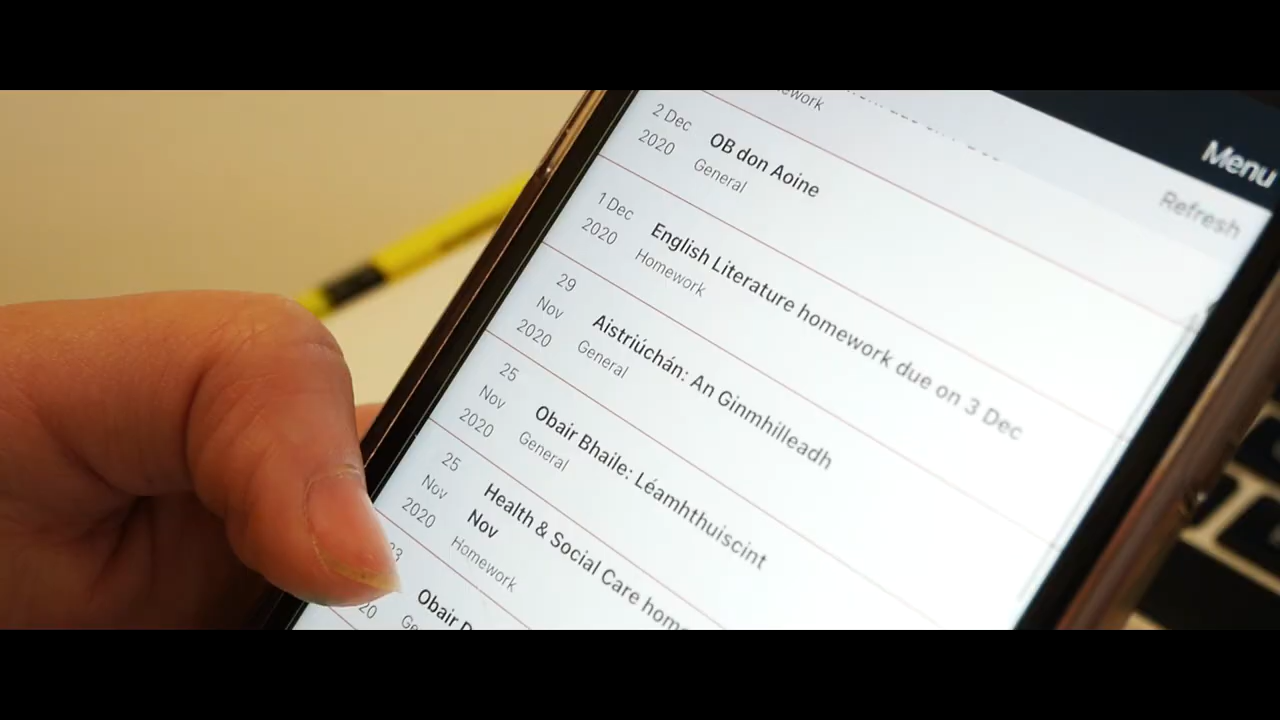 Menu
Refresh
2 Dec
2020
OB don Aoine
General
1 Dec
2020
English Literature homework due on 3 Dec
Homework
29
Nov
2020
Aistriúchán: An Ginmhilleadh
General
25
Nov
2020
Obair Bhaile: Léamhthuiscint
General
25
Nov
2020
Health & Social Care
Nov
Homework
Obair